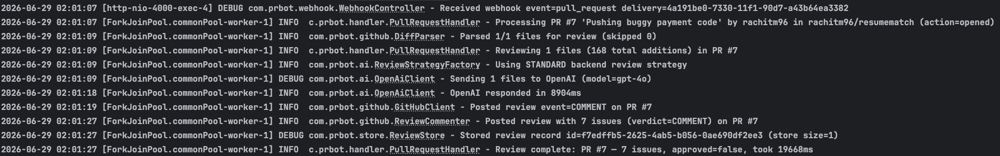 2026-06-29 02:01:07 [http-nio-4000-exec-4] DEBUG com.prbot.webhook.WebhookController - Received webhook event=pull_request delivery=4a191be0-7330-11f1-90d7-a43b64ea3382
2026-06-29 02:01:07 [ForkJoinPool.commonPool-worker-1] INFO  c.prbot.handler.PullRequestHandler - Processing PR #7 'Pushing buggy payment code' by rachitm96 in rachitm96/resumematch (action=opened)
2026-06-29 02:01:09 [ForkJoinPool.commonPool-worker-1] INFO  com.prbot.github.DiffParser - Parsed 1/1 files for review (skipped 0)
2026-06-29 02:01:09 [ForkJoinPool.commonPool-worker-1] INFO  c.prbot.handler.PullRequestHandler - Reviewing 1 files (168 total additions) in PR #7
2026-06-29 02:01:09 [ForkJoinPool.commonPool-worker-1] INFO  com.prbot.ai.ReviewStrategyFactory - Using STANDARD backend review strategy
2026-06-29 02:01:09 [ForkJoinPool.commonPool-worker-1] DEBUG com.prbot.ai.OpenAiClient - Sending 1 files to OpenAI (model=gpt-4o)
2026-06-29 02:01:18 [ForkJoinPool.commonPool-worker-1] INFO  com.prbot.ai.OpenAiClient - OpenAI responded in 8904ms
2026-06-29 02:01:19 [ForkJoinPool.commonPool-worker-1] INFO  com.prbot.github.GitHubClient - Posted review event=COMMENT on PR #7
2026-06-29 02:01:27 [ForkJoinPool.commonPool-worker-1] INFO  com.prbot.github.ReviewCommenter - Posted review with 7 issues (verdict=COMMENT) on PR #7
2026-06-29 02:01:27 [ForkJoinPool.commonPool-worker-1] DEBUG com.prbot.store.ReviewStore - Stored review record id=f7edffb5-2625-4ab5-b056-0ae690df2ee3 (store size=1)
2026-06-29 02:01:27 [ForkJoinPool.commonPool-worker-1] INFO  c.prbot.handler.PullRequestHandler - Review complete: PR #7 — 7 issues, approved=false, took 19668ms